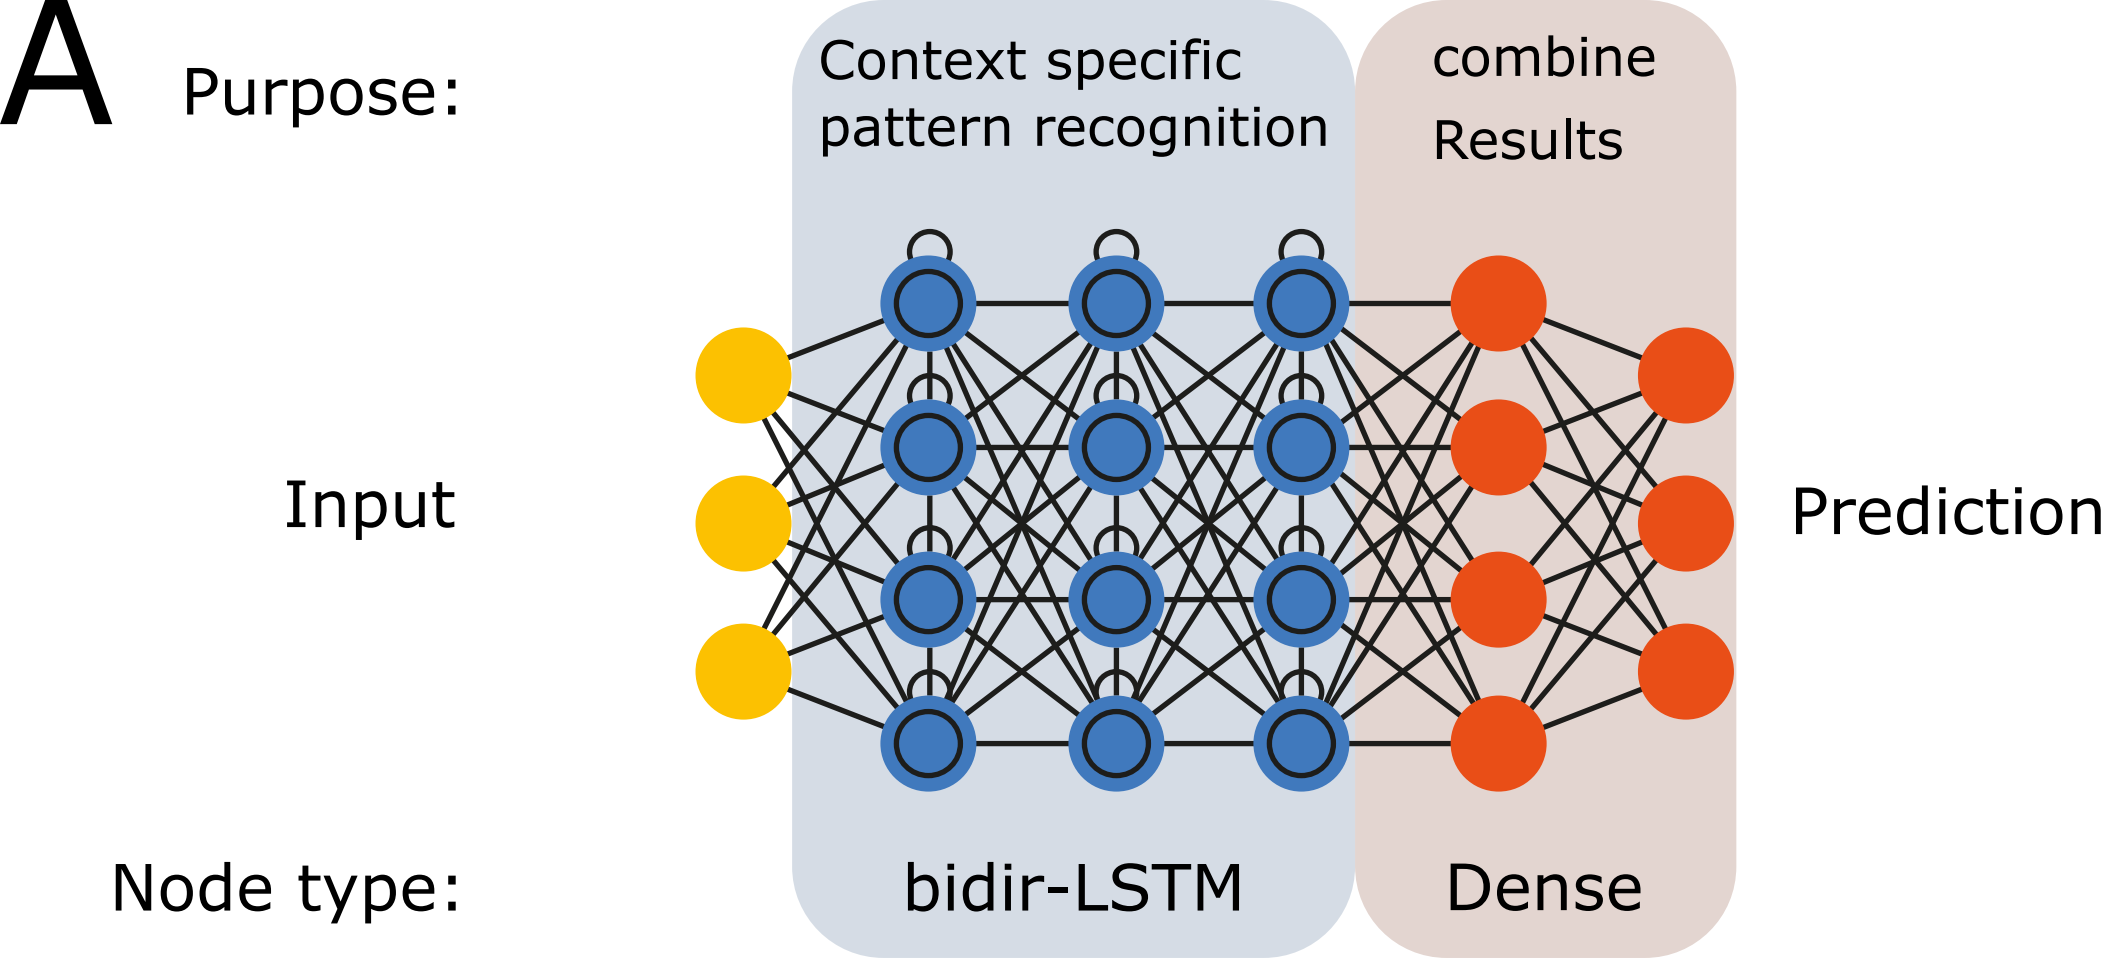 A
Purpose:
Context specific
pattern recognition
combine
Results
Input
Prediction
Node type:
bidir-LSTM
Dense